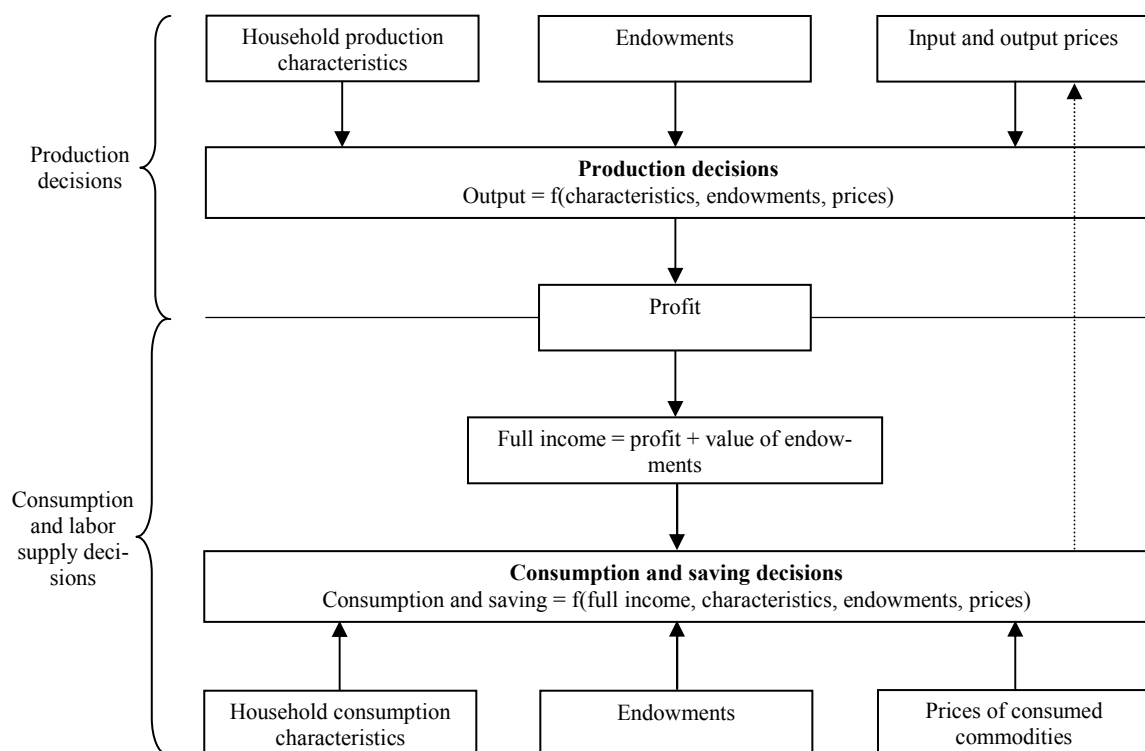 Household production
characteristics
Endowments
Input and output prices
Production
decisions
Production decisions
Output = f(characteristics, endowments, prices)
Profit
Full income = profit + value of endow-
ments
Consumption
and labor
supply deci-
sions
Consumption and saving decisions
Consumption and saving = f(full income, characteristics, endowments, prices)
Household consumption
characteristics
Endowments
Prices of consumed
commodities